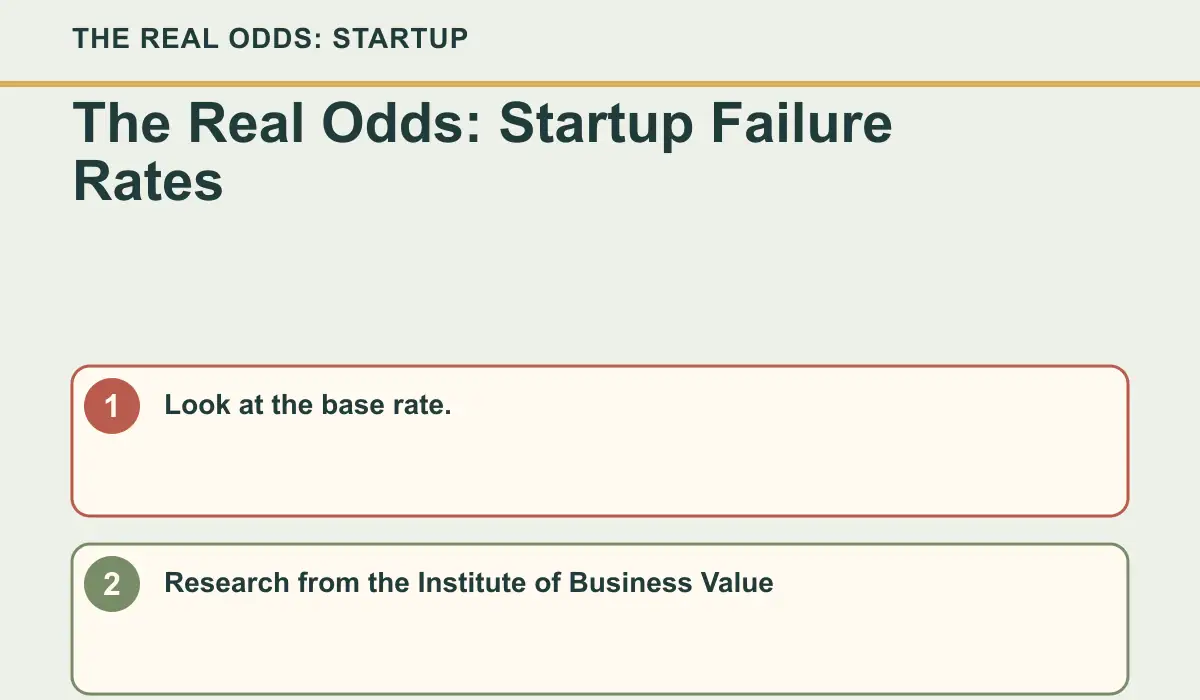 THE REAL ODDS: STARTUP
The Real Odds: Startup Failure
Rates
1
Look at the base rate.
2
Research from the Institute of Business Value